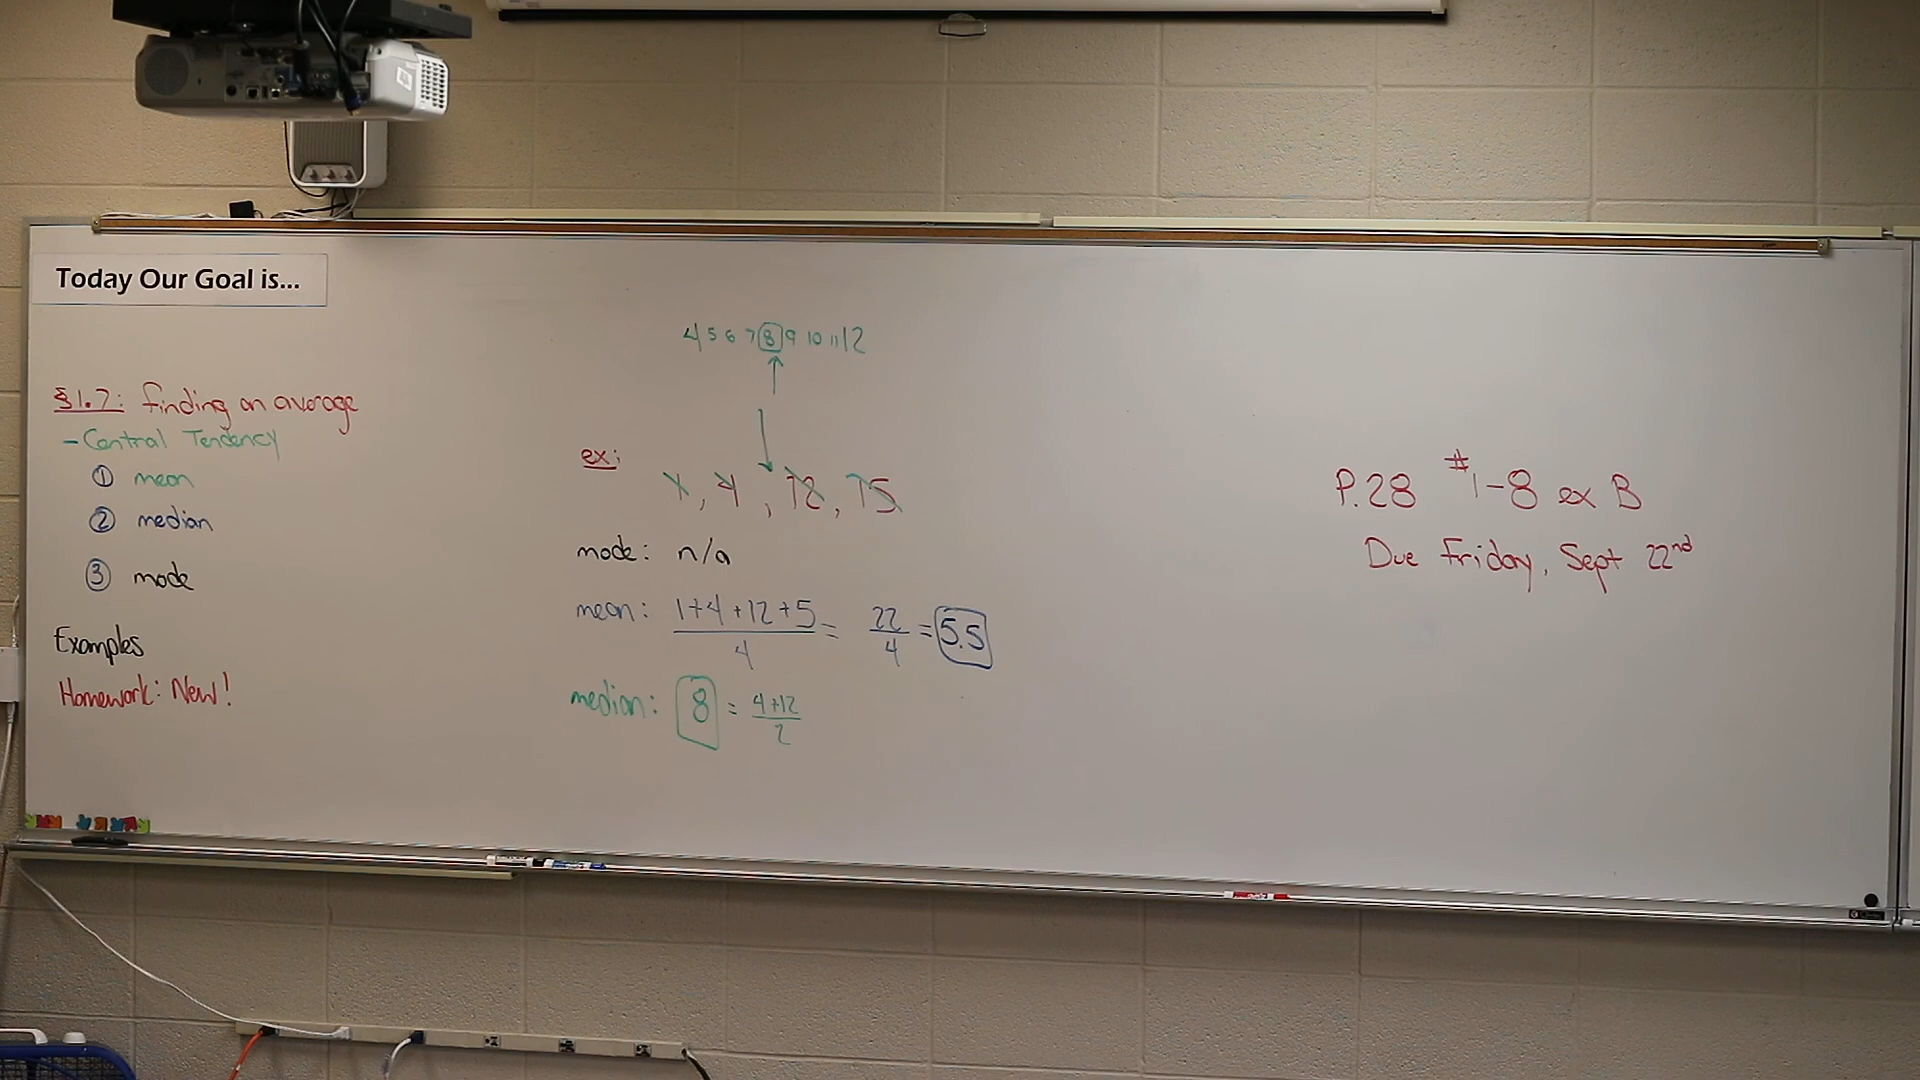 Today Our Goal is...
§1.7: finding an average
- Central Tendency
① mean
② median
③ mode
Examples
Homework: New!
4 5 6 7 8 9 10 11 12
ex:
1, 4, 12, 15
mode: n/a
mean: 1+4+12+5 / 4 = 22 / 4 = 5.5
median: 8 = 4+12 / 2
P.28 #1-8 ex B
Due Friday, Sept 22nd